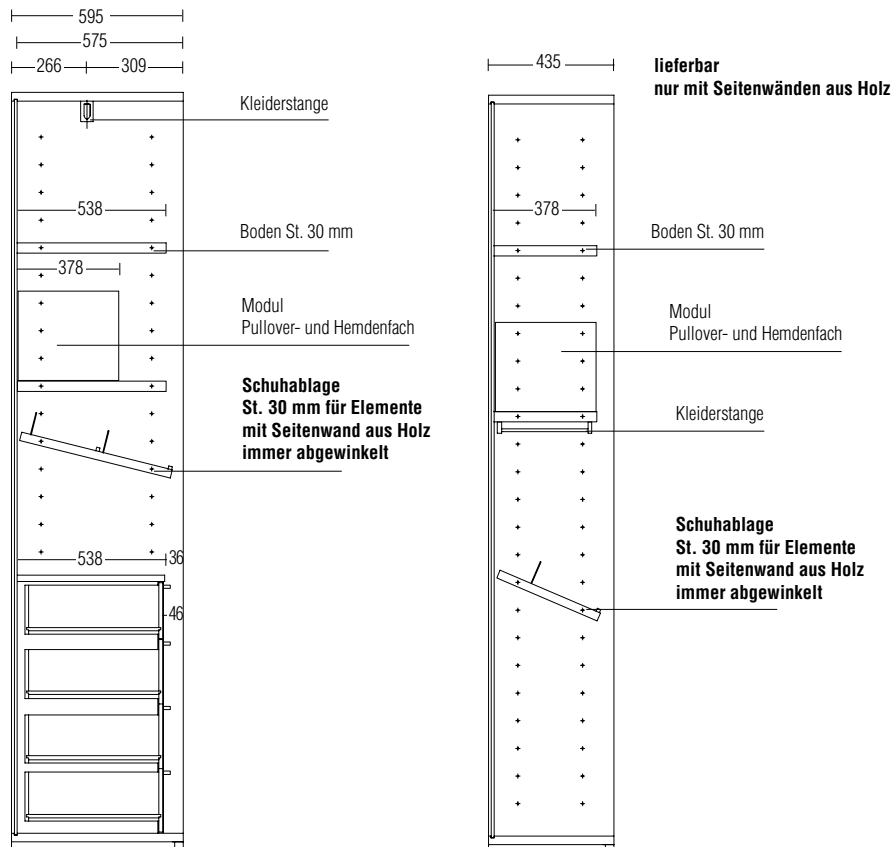 595
575
266
309
Kleiderstange
538
Boden St. 30 mm
378
Modul
Pullover- und Hemdenfach
Schuhablage
St. 30 mm für Elemente
mit Seitenwand aus Holz
immer abgewinkelt
538
36
46
435
lieferbar
nur mit Seitenwänden aus Holz
378
Boden St. 30 mm
Modul
Pullover- und Hemdenfach
Kleiderstange
Schuhablage
St. 30 mm für Elemente
mit Seitenwand aus Holz
immer abgewinkelt